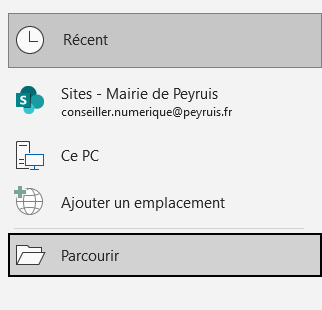 Récent
Sites - Mairie de Peyruis
conseiller.numerique@peyruis.fr
Ce PC
Ajouter un emplacement
Parcourir